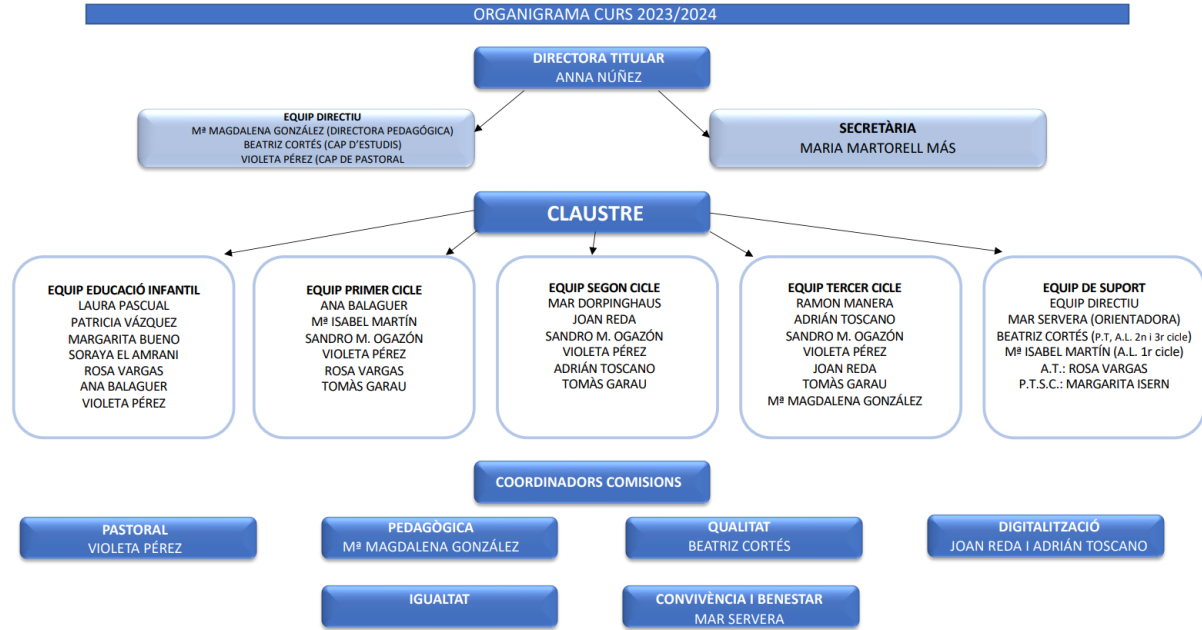 ORGANIGRAMA CURS 2023/2024
DIRECTORA TITULAR
ANNA NÚÑEZ
EQUIP DIRECTIU
Mª MAGDALENA GONZÁLEZ (DIRECTORA PEDAGÓGICA)
BEATRIZ CORTÉS (CAP D'ESTUDIS)
VIOLETA PÉREZ (CAP DE PASTORAL
SECRETÀRIA
MARIA MARTORELL MÁS
CLAUSTRE
EQUIP EDUCACIÓ INFANTIL
LAURA PASCUAL
PATRICIA VÁZQUEZ
MARGARITA BUENO
SORAYA EL AMRANI
ROSA VARGAS
ANA BALAGUER
VIOLETA PÉREZ
EQUIP PRIMER CICLE
ANA BALAGUER
Mª ISABEL MARTÍN
SANDRO M. OGAZÓN
VIOLETA PÉREZ
ROSA VARGAS
TOMÀS GARAU
EQUIP SEGON CICLE
MAR DORPINGHAUS
JOAN REDA
SANDRO M. OGAZÓN
VIOLETA PÉREZ
ADRIÁN TOSCANO
TOMÀS GARAU
EQUIP TERCER CICLE
RAMON MANERA
ADRIÁN TOSCANO
SANDRO M. OGAZÓN
VIOLETA PÉREZ
JOAN REDA
TOMÀS GARAU
Mª MAGDALENA GONZÁLEZ
EQUIP DE SUPORT
EQUIP DIRECTIU
MAR SERVERA (ORIENTADORA)
BEATRIZ CORTÉS (P.T, A.L. 2n i 3r cicle)
Mª ISABEL MARTÍN (A.L. 1r cicle)
A.T.: ROSA VARGAS
P.T.S.C.: MARGARITA ISERN
COORDINADORS COMISIONS
PASTORAL
VIOLETA PÉREZ
PEDAGÒGICA
Mª MAGDALENA GONZÁLEZ
QUALITAT
BEATRIZ CORTÉS
DIGITALITZACIÓ
JOAN REDA I ADRIÁN TOSCANO
IGUALTAT
CONVIVÈNCIA I BENESTAR
MAR SERVERA